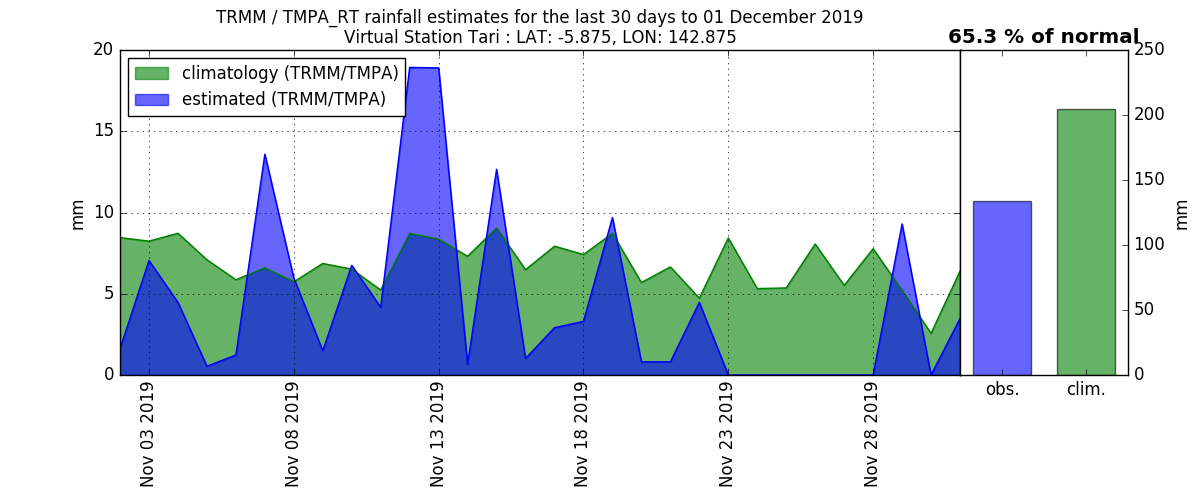 TRMM / TMPA_RT rainfall estimates for the last 30 days to 01 December 2019
Virtual Station Tari : LAT: -5.875, LON: 142.875
65.3 % of normal
climatology (TRMM/TMPA)
estimated (TRMM/TMPA)
mm
20
15
10
5
0
Nov 03 2019
Nov 08 2019
Nov 13 2019
Nov 18 2019
Nov 23 2019
Nov 28 2019
obs.
clim.
250
200
150
100
50
0
mm